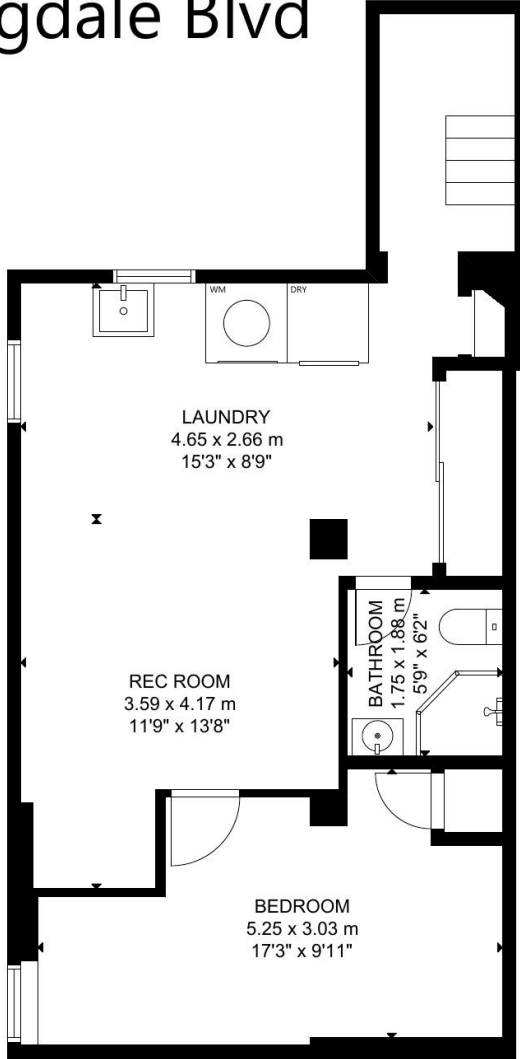 gdale Blvd
WM
DRY
LAUNDRY
4.65 x 2.66 m
15'3" x 8'9"
BATHROOM
1.75 x 1.88 m
5'9" x 6'2"
REC ROOM
3.59 x 4.17 m
11'9" x 13'8"
BEDROOM
5.25 x 3.03 m
17'3" x 9'11"